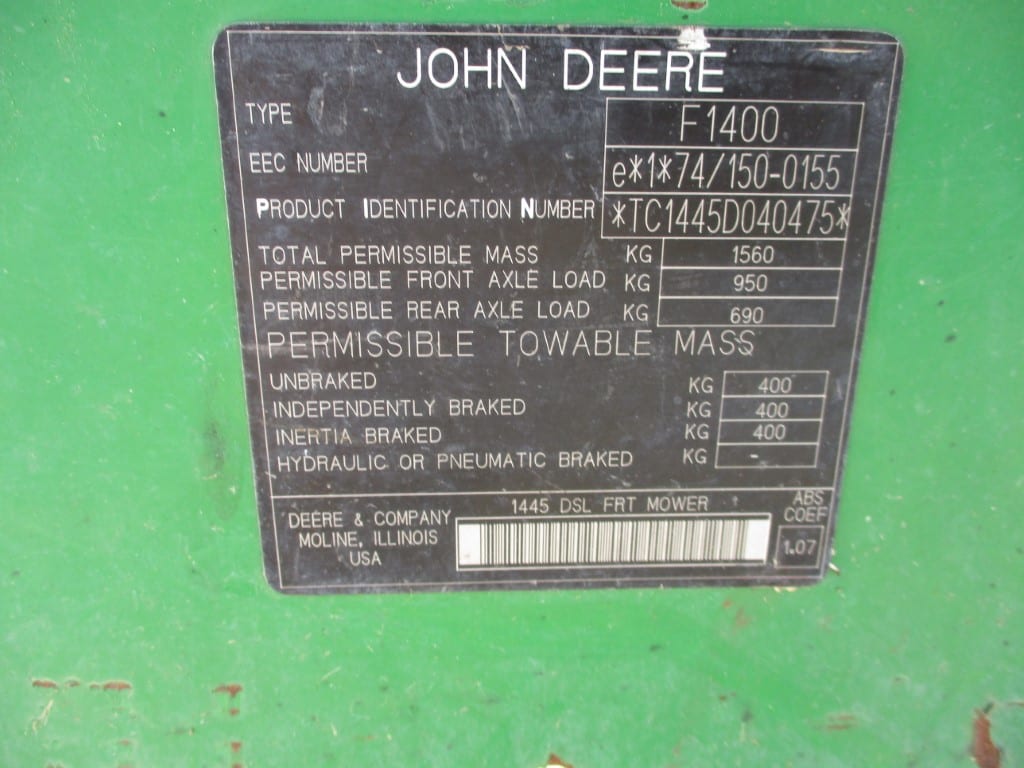 JOHN DEERE
TYPE F1400
EEC NUMBER e*1*74/150-0155
PRODUCT IDENTIFICATION NUMBER *TC1445D040475*
TOTAL PERMISSIBLE MASS KG 1560
PERMISSIBLE FRONT AXLE LOAD KG 950
PERMISSIBLE REAR AXLE LOAD KG 690
PERMISSIBLE TOWABLE MASS
UNBRAKED KG 400
INDEPENDENTLY BRAKED KG 400
INERTIA BRAKED KG 400
HYDRAULIC OR PNEUMATIC BRAKED KG -
DEERE & COMPANY
MOLINE, ILLINOIS
USA
1445 DSL FRT MOWER
ABS
COEF
1.07